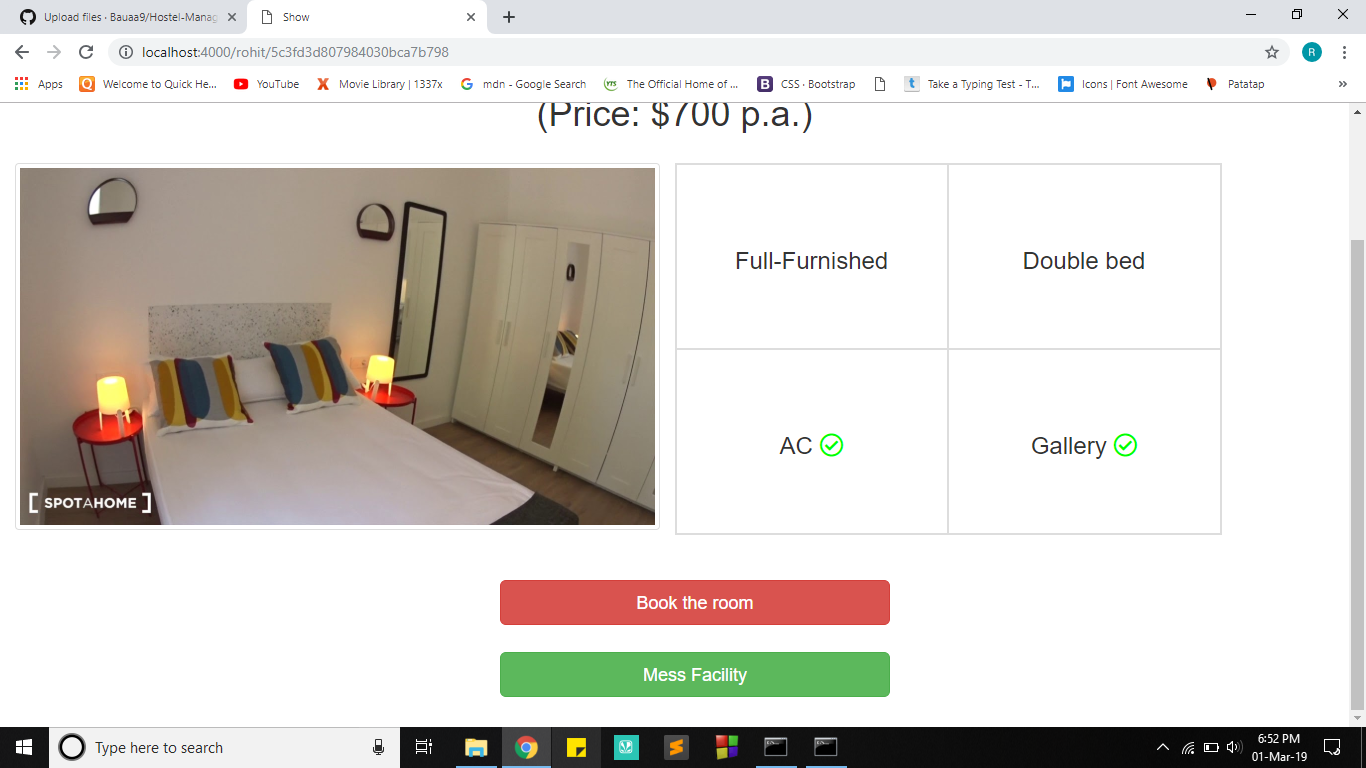 Upload files · Bauaa9/Hostel-Manag
Show
localhost:4000/rohit/5c3fd3d807984030bca7b798
R
Apps
Welcome to Quick He...
YouTube
Movie Library | 1337x
mdn - Google Search
The Official Home of ...
CSS · Bootstrap
Take a Typing Test - T...
Icons | Font Awesome
Patatap
(Price: $700 p.a.)
Full-Furnished
Double bed
AC
Gallery
[ SPOTAHOME ]
Book the room
Mess Facility
Type here to search
6:52 PM
01-Mar-19